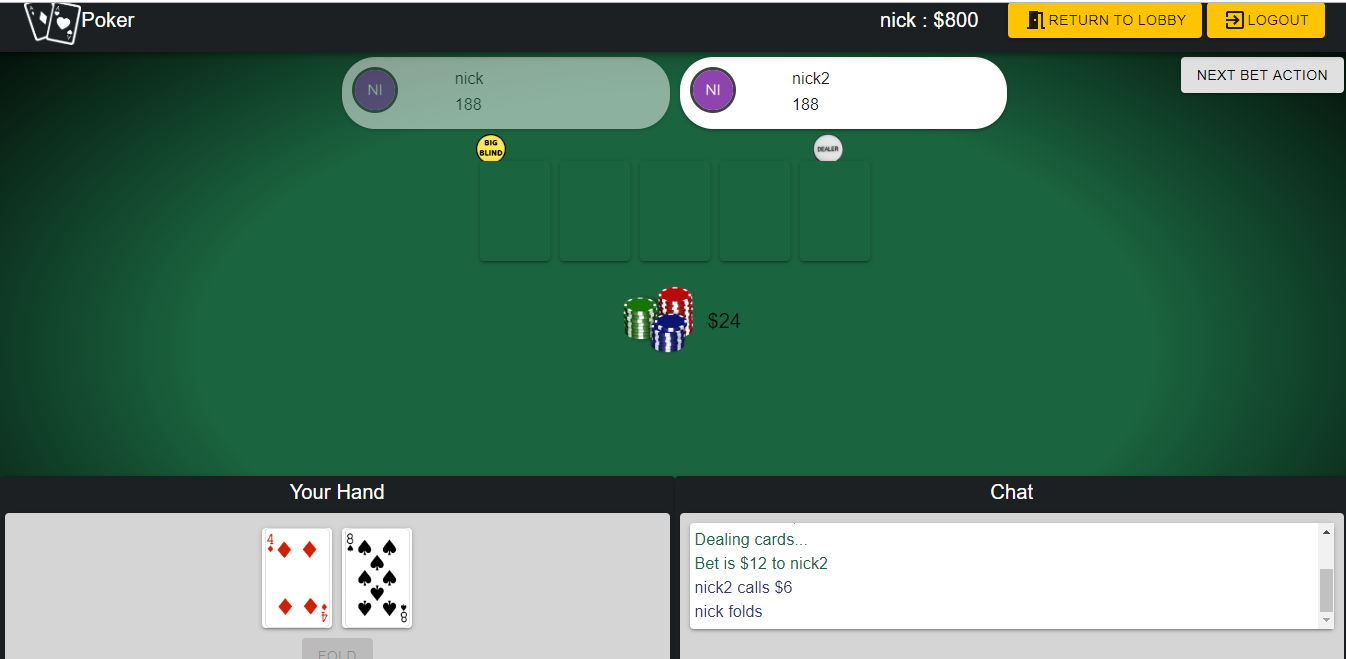 Poker
nick : $800
RETURN TO LOBBY
LOGOUT
NEXT BET ACTION
NI
nick
188
NI
nick2
188
BIG
BLIND
DEALER
$24
Your Hand
Chat
4
4
8
8
FOLD
Dealing cards...
Bet is $12 to nick2
nick2 calls $6
nick folds